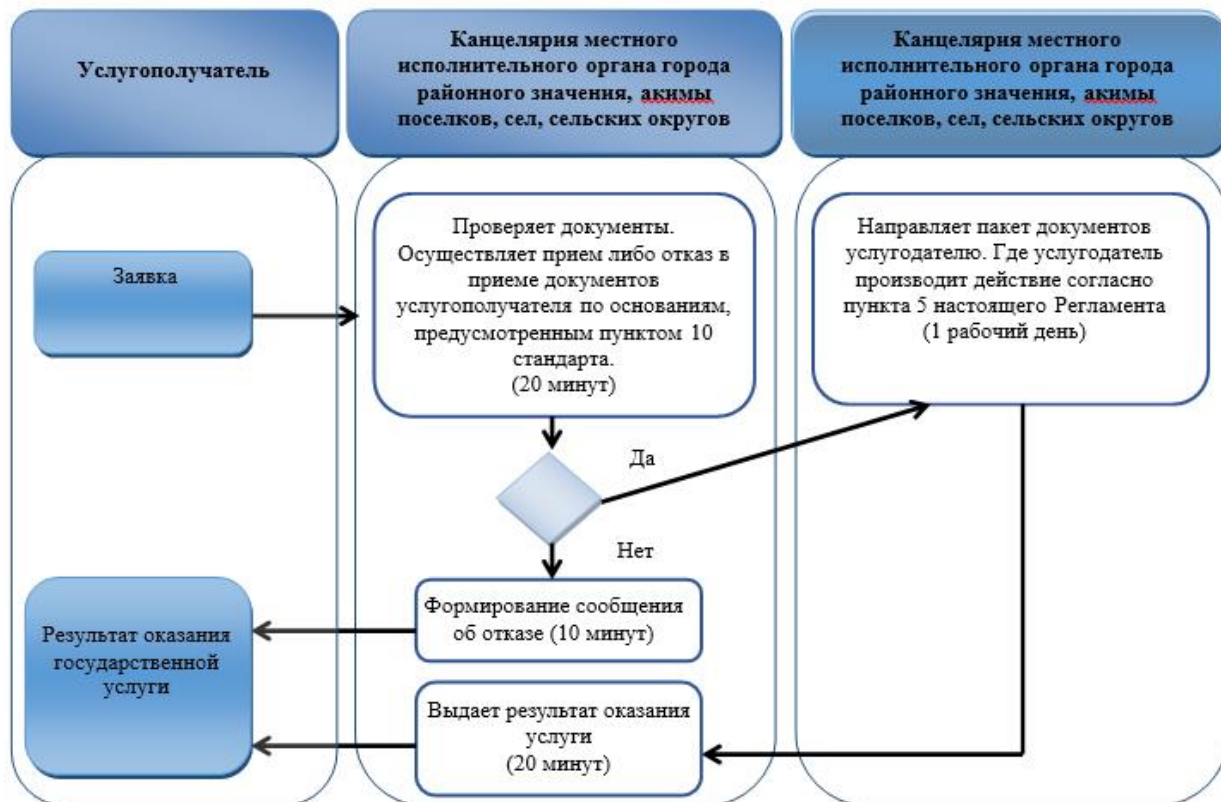 Услугополучатель
Канцелярия местного
исполнительного органа города
районного значения, акимы
поселков, сел, сельских округов
Канцелярия местного
исполнительного органа города
районного значения, акимы
поселков, сел, сельских округов
Заявка
Проверяет документы.
Осуществляет прием либо отказ в
приеме документов
услугополучателя по основаниям,
предусмотренным пунктом 10
стандарта.
(20 минут)
Направляет пакет документов
услугодателю. Где услугодатель
производит действие согласно
пункта 5 настоящего Регламента
(1 рабочий день)
Да
Нет
Формирование сообщения
об отказе (10 минут)
Результат оказания
государственной
услуги
Выдает результат оказания
услуги
(20 минут)